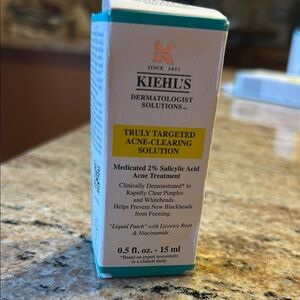 K
SINCE 1851
KIEHL'S
DERMATOLOGIST
SOLUTIONS™
TRULY TARGETED
ACNE-CLEARING
SOLUTION
Medicated 2% Salicylic Acid
Acne Treatment
Clinically Demonstrated* to
Rapidly Clear Pimples
and Whiteheads.
Helps Prevent New Blackheads
from Forming.
"Liquid Patch" with Licorice Root
& Niacinamide
0.5 fl. oz. - 15 ml
*Based on expert assessment
in a clinical study